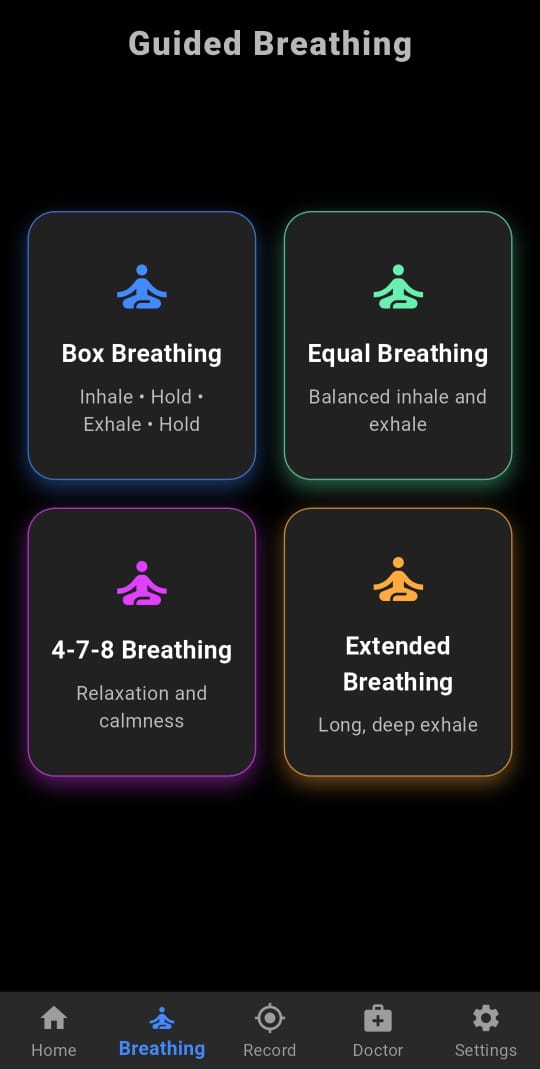 Guided Breathing
Box Breathing
Inhale • Hold •
Exhale • Hold
Equal Breathing
Balanced inhale and
exhale
4-7-8 Breathing
Relaxation and
calmness
Extended
Breathing
Long, deep exhale
Home
Breathing
Record
Doctor
Settings